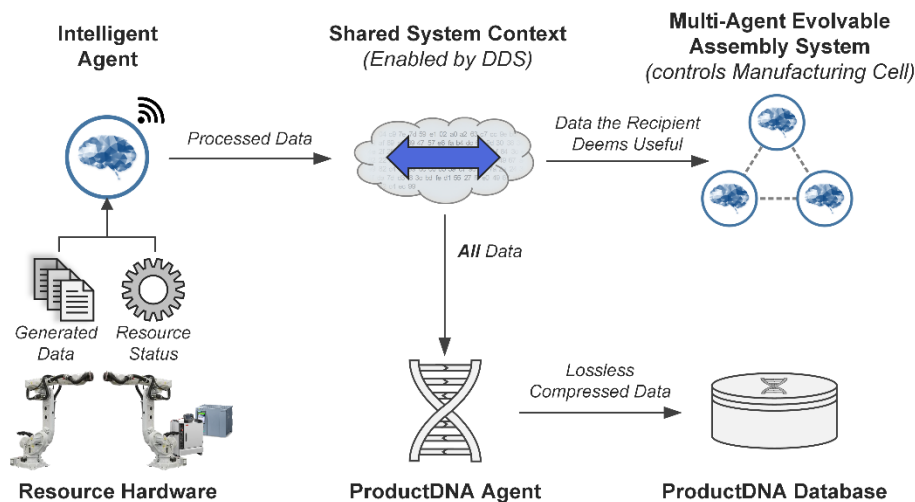 Intelligent
Agent
Shared System Context
(Enabled by DDS)
Multi-Agent Evolvable
Assembly System
(controls Manufacturing Cell)
Processed Data
Data the Recipient
Deems Useful
All Data
Generated
Data
Resource
Status
Lossless
Compressed Data
Resource Hardware
ProductDNA Agent
ProductDNA Database